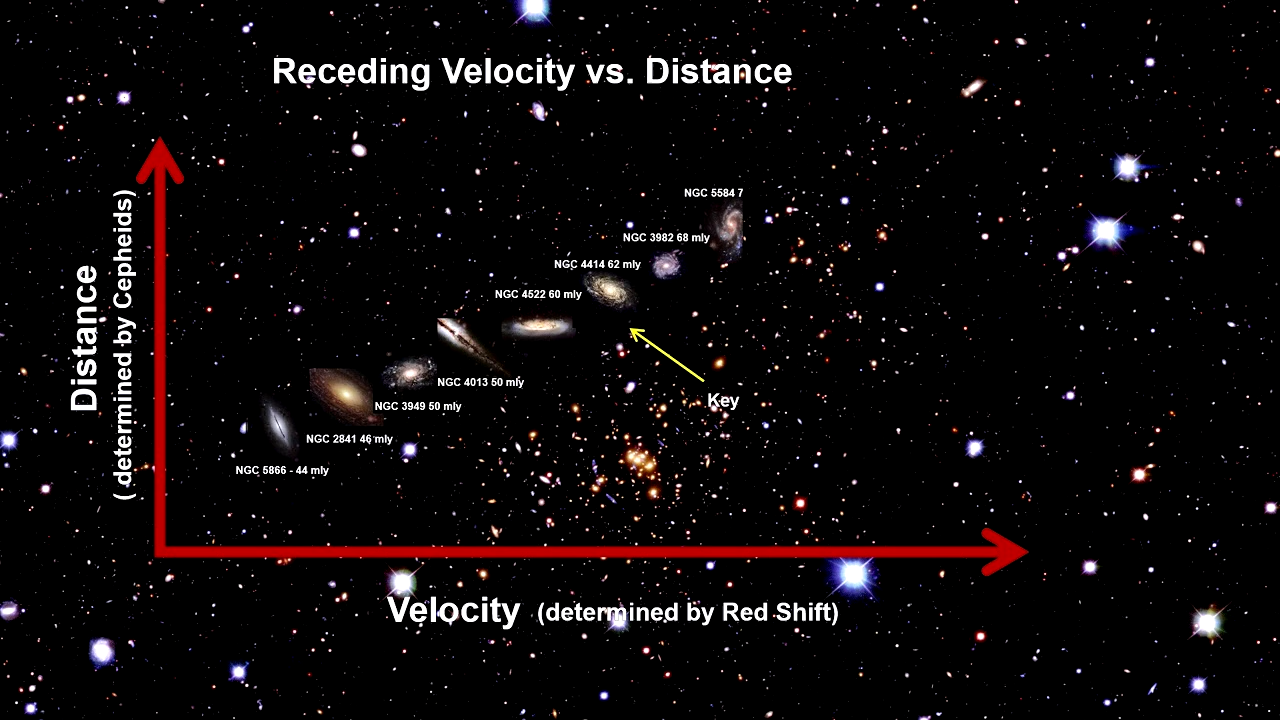 Receding Velocity vs. Distance
NGC 5584 7
NGC 3982 68 mly
NGC 4414 62 mly
NGC 4522 60 mly
NGC 4013 50 mly
Key
NGC 3949 50 mly
NGC 2841 46 mly
NGC 5866 - 44 mly
Distance
( determined by Cepheids)
Velocity (determined by Red Shift)